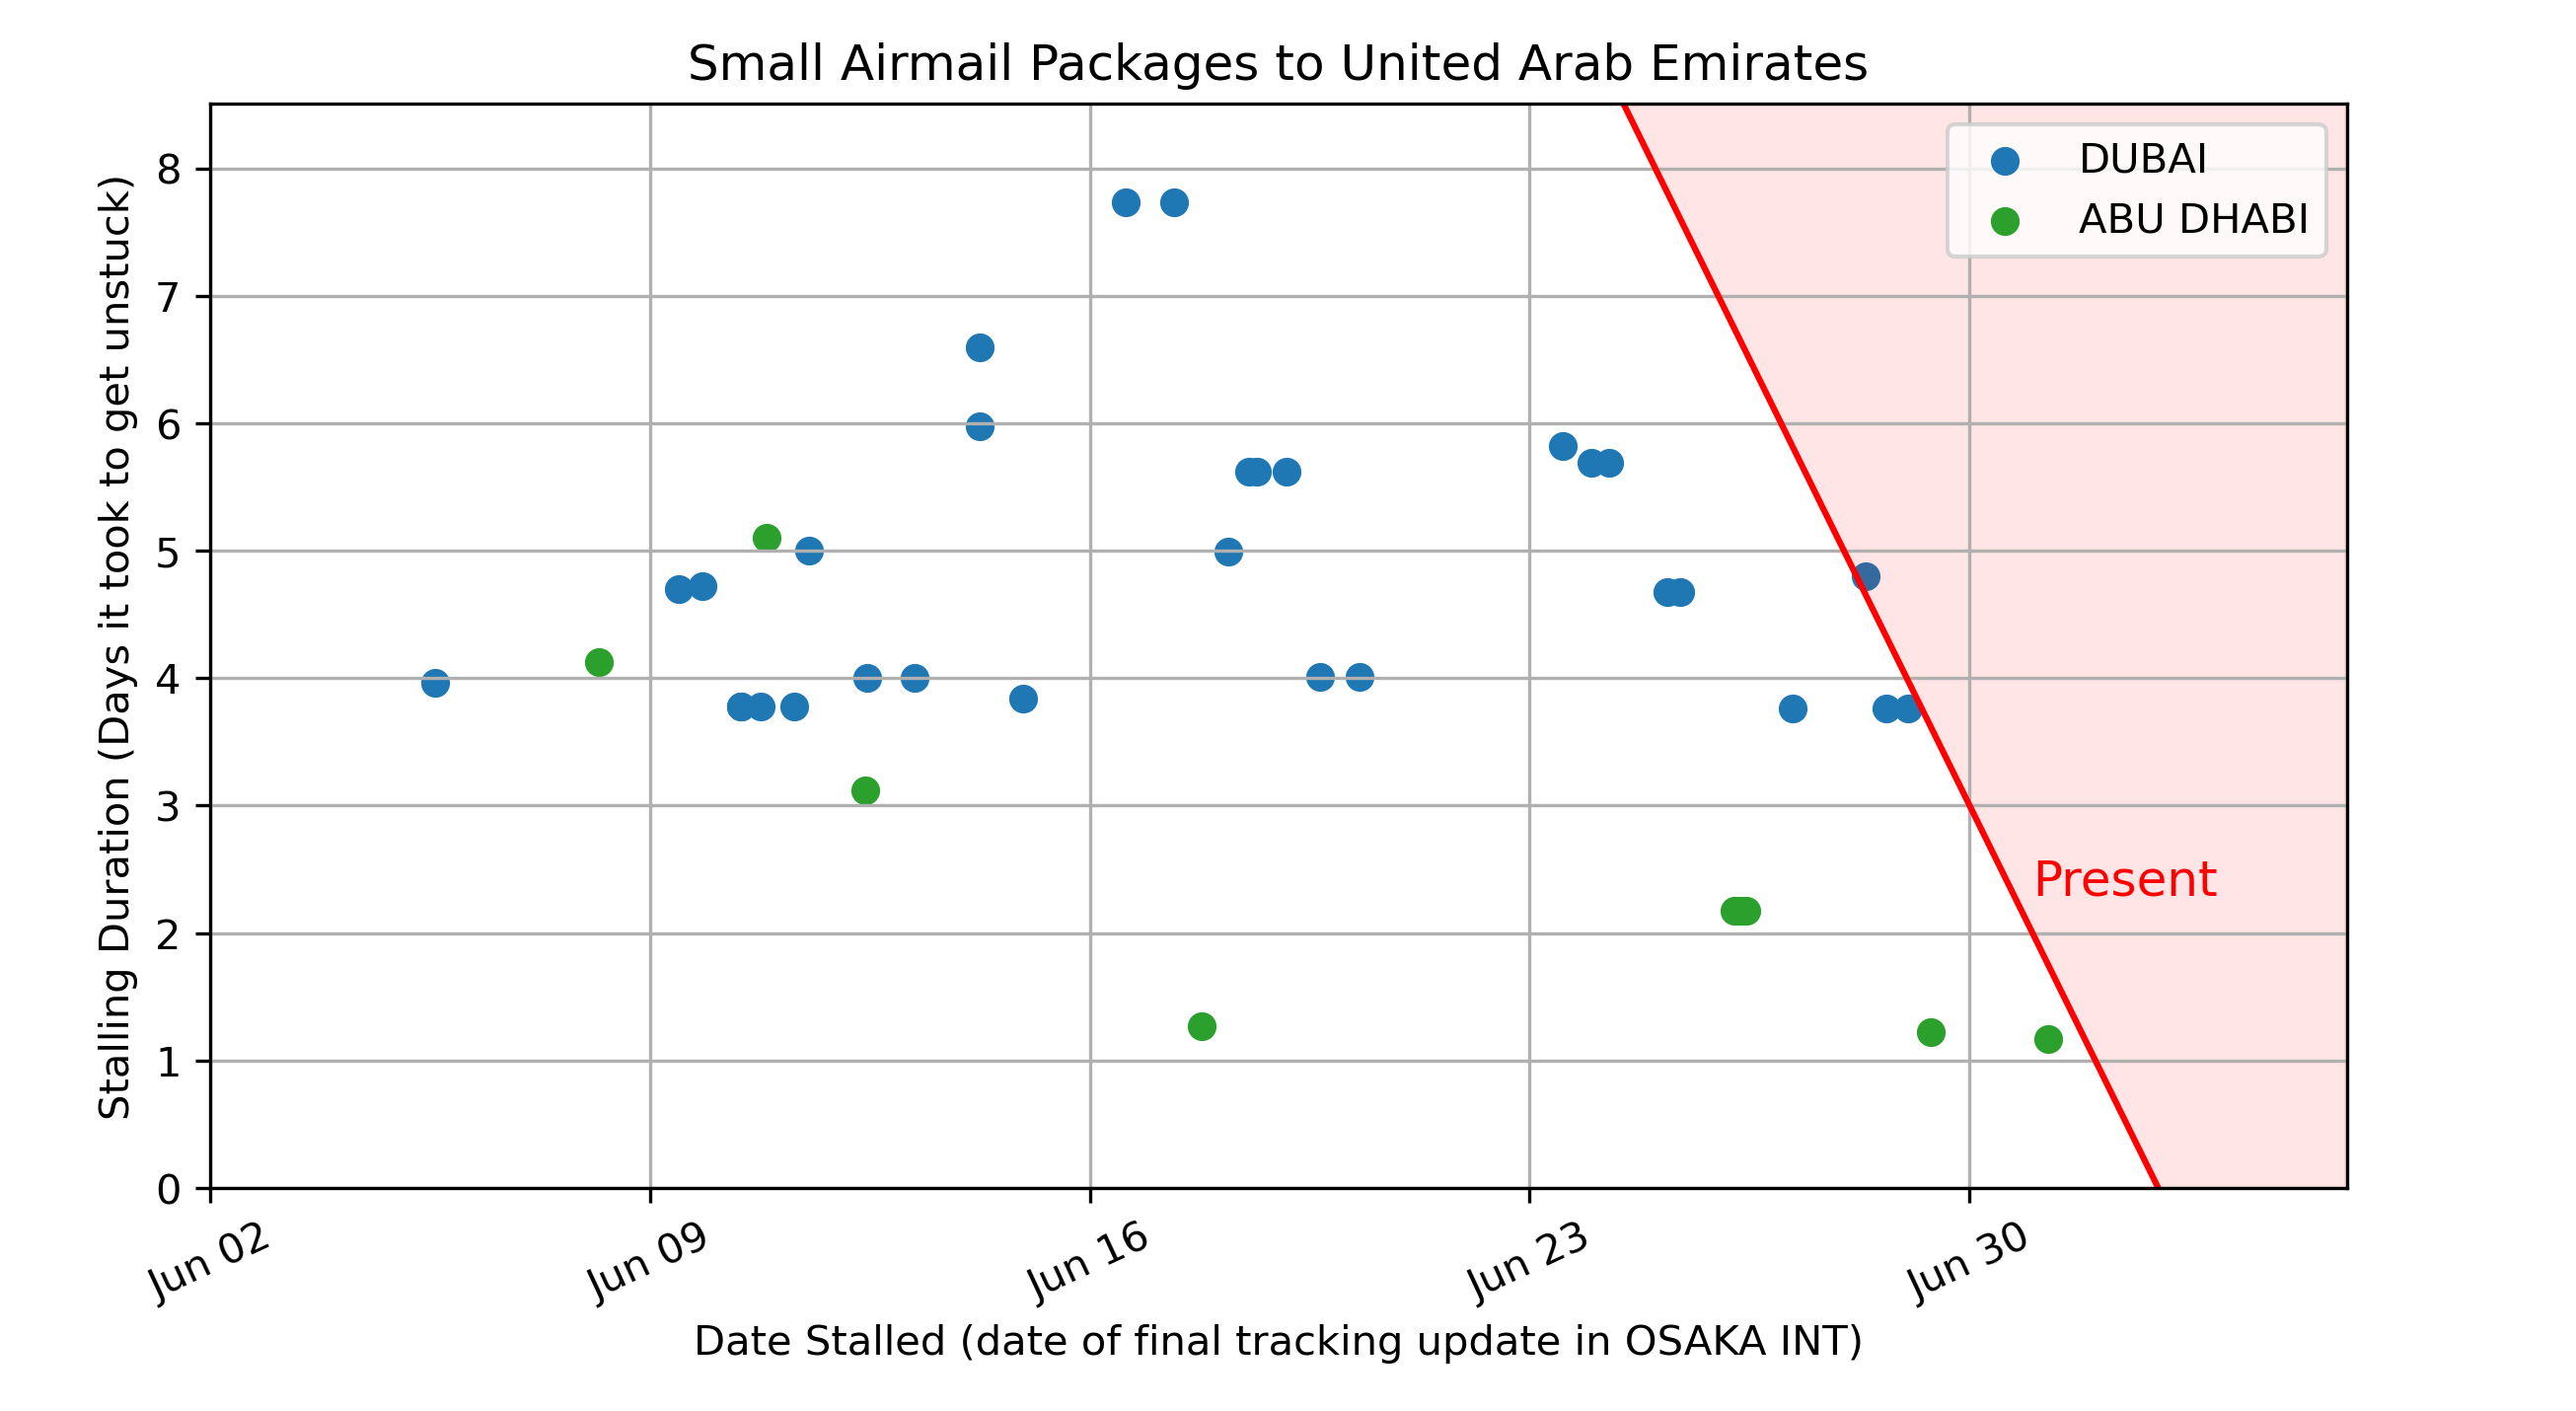 Small Airmail Packages to United Arab Emirates
DUBAI
ABU DHABI
Present
Stalling Duration (Days it took to get unstuck)
8
7
6
5
4
3
2
1
0
Jun 02
Jun 09
Jun 16
Jun 23
Jun 30
Date Stalled (date of final tracking update in OSAKA INT)